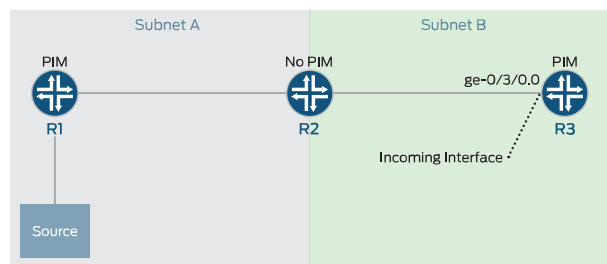 Subnet A
Subnet B
PIM
No PIM
PIM
ge-0/3/0.0
R1
R2
R3
Incoming Interface
Source